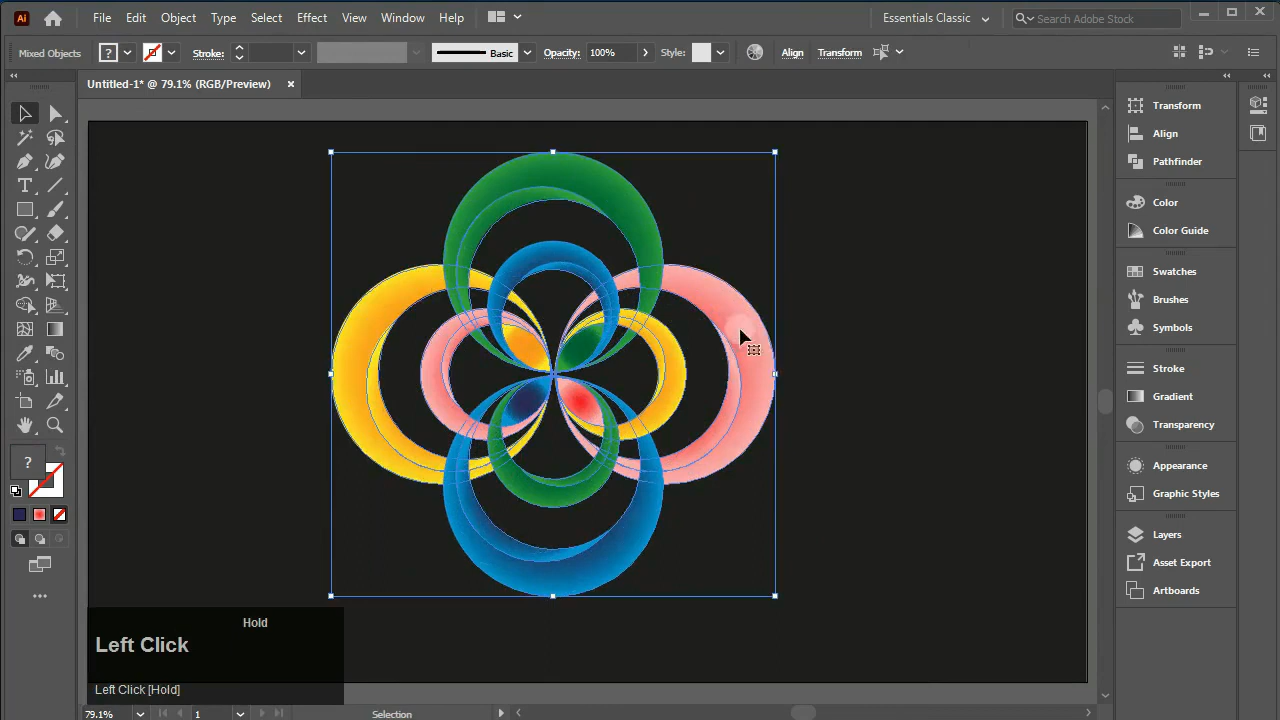 Ai File Edit Object Type Select Effect View Window Help Essentials Classic Search Adobe Stock
Mixed Objects ? Stroke: Basic Opacity: 100% Style: Align Transform
Untitled-1* @ 79.1% (RGB/Preview)
Transform
Align
Pathfinder
Color
Color Guide
Swatches
Brushes
Symbols
Stroke
Gradient
Transparency
Appearance
Graphic Styles
Layers
Asset Export
Artboards
?
Hold
Left Click
Left Click [Hold]
79.1% 1 Selection